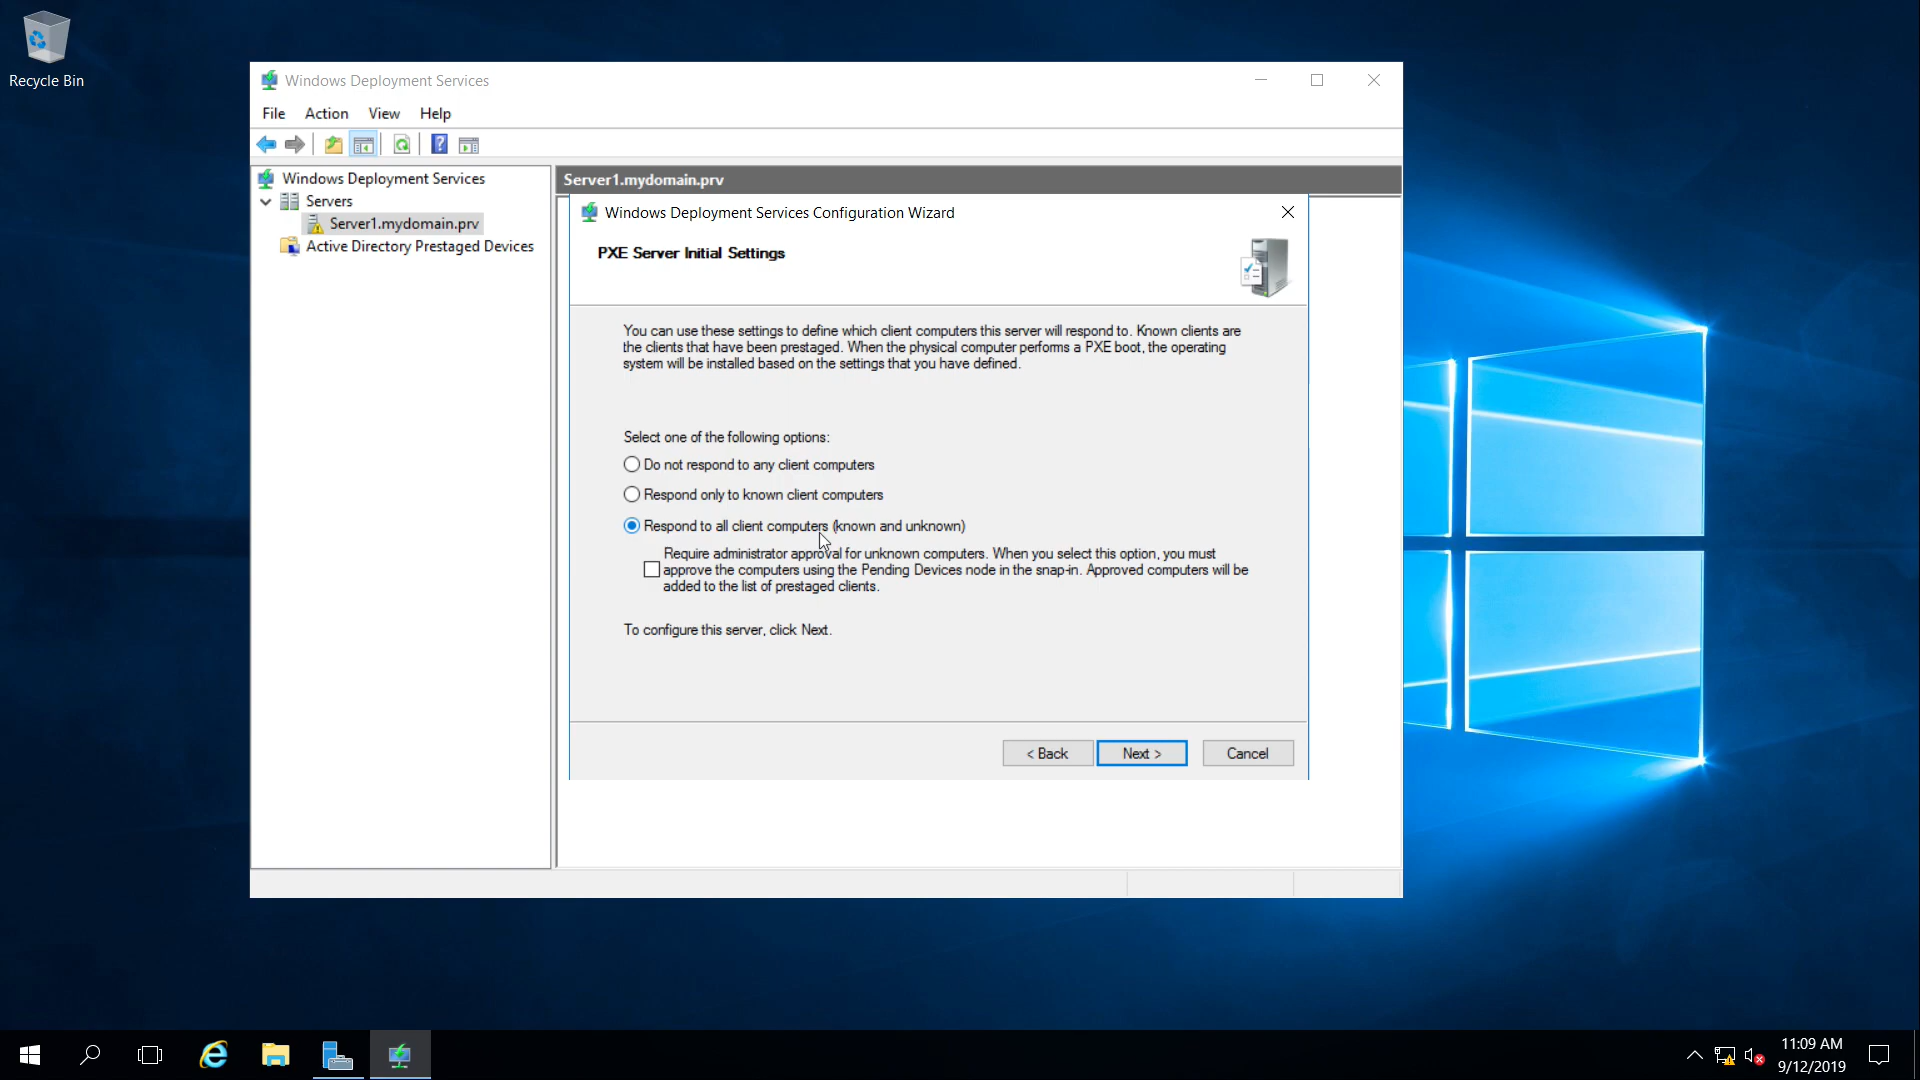 Recycle Bin
Windows Deployment Services
File Action View Help
Windows Deployment Services
Servers
Server1.mydomain.prv
Active Directory Prestaged Devices
Server1.mydomain.prv
Windows Deployment Services Configuration Wizard
PXE Server Initial Settings
You can use these settings to define which client computers this server will respond to. Known clients are
the clients that have been prestaged. When the physical computer performs a PXE boot, the operating
system will be installed based on the settings that you have defined.
Select one of the following options:
Do not respond to any client computers
Respond only to known client computers
Respond to all client computers (known and unknown)
Require administrator approval for unknown computers. When you select this option, you must
approve the computers using the Pending Devices node in the snap-in. Approved computers will be
added to the list of prestaged clients.
To configure this server, click Next.
< Back Next > Cancel
11:09 AM
9/12/2019